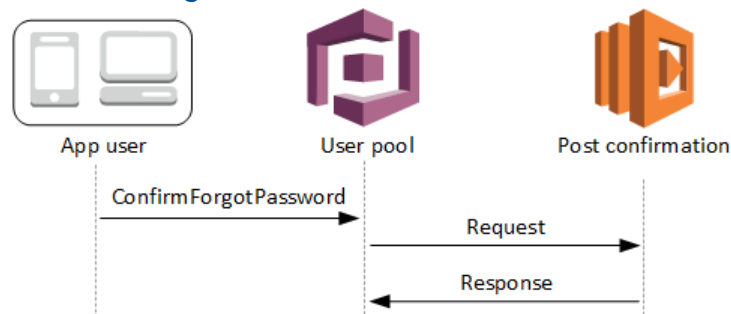 App user
User pool
Post confirmation
ConfirmForgotPassword
Request
Response